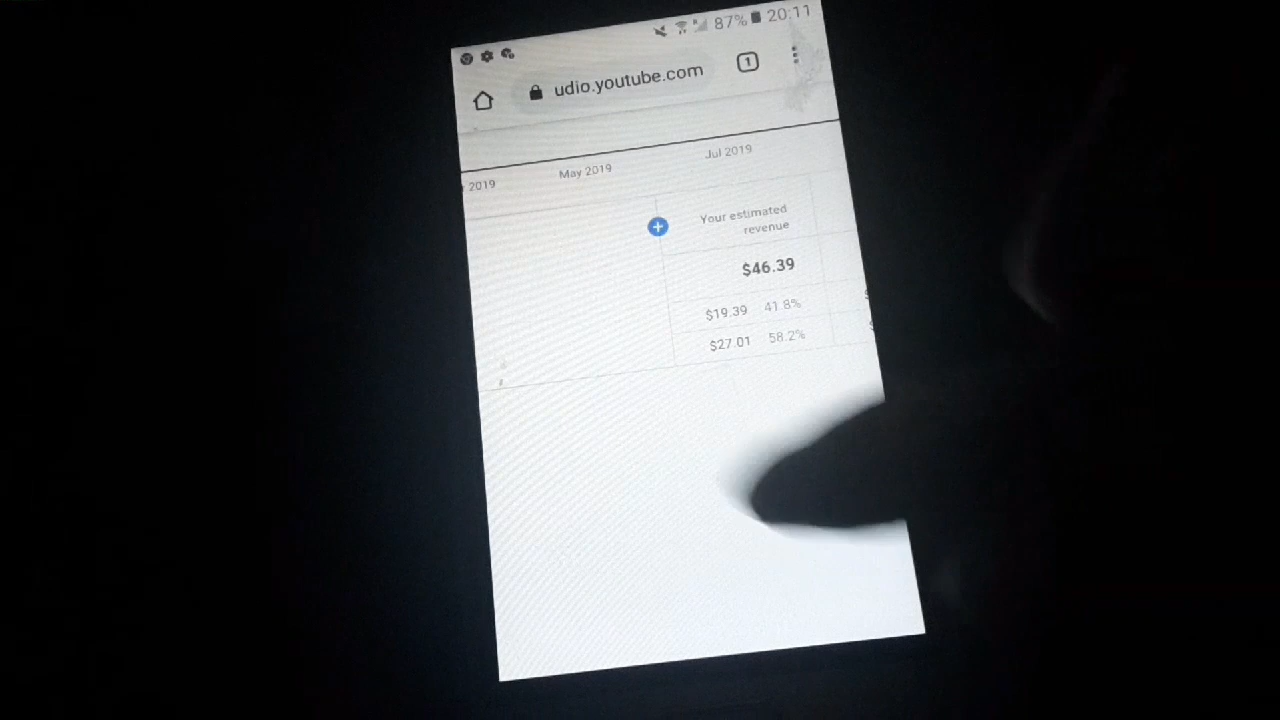 87% 20:11
udio.youtube.com 1
2019 May 2019 Jul 2019
Your estimated
revenue
$46.39
$19.39 41.8%
$27.01 58.2%